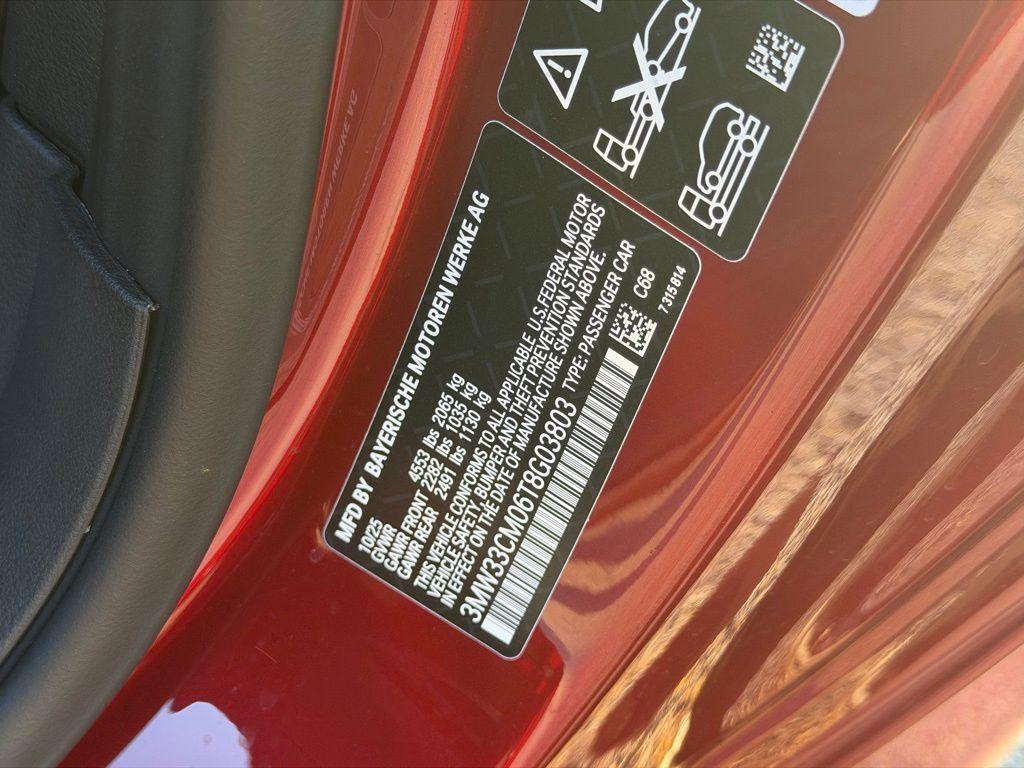 MFD BY BAYERISCHE MOTOREN WERKE AG
10/25
GVWR 4553 lbs 2065 kg
GAWR FRONT 2282 lbs 1035 kg
GAWR REAR 2491 lbs 1130 kg
THIS VEHICLE CONFORMS TO ALL APPLICABLE U.S. FEDERAL MOTOR
VEHICLE SAFETY, BUMPER AND THEFT PREVENTION STANDARDS
IN EFFECT ON THE DATE OF MANUFACTURE SHOWN ABOVE.
3MW33CM06T8G03803 TYPE: PASSENGER CAR
C68
7 315 814